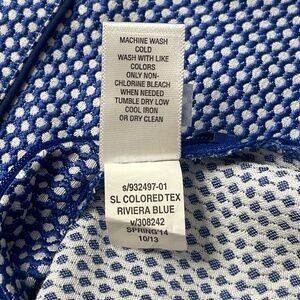 MACHINE WASH
COLD
WASH WITH LIKE
COLORS
ONLY NON-
CHLORINE BLEACH
WHEN NEEDED
TUMBLE DRY LOW
COOL IRON
OR DRY CLEAN
s/932497-01
SL COLORED TEX
RIVIERA BLUE
v/308242
SPRING'14
10/13